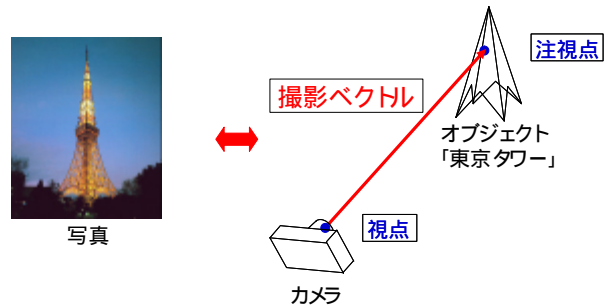 注視点
撮影ベクトル
オブジェクト
「東京タワー」
写真
視点
カメラ